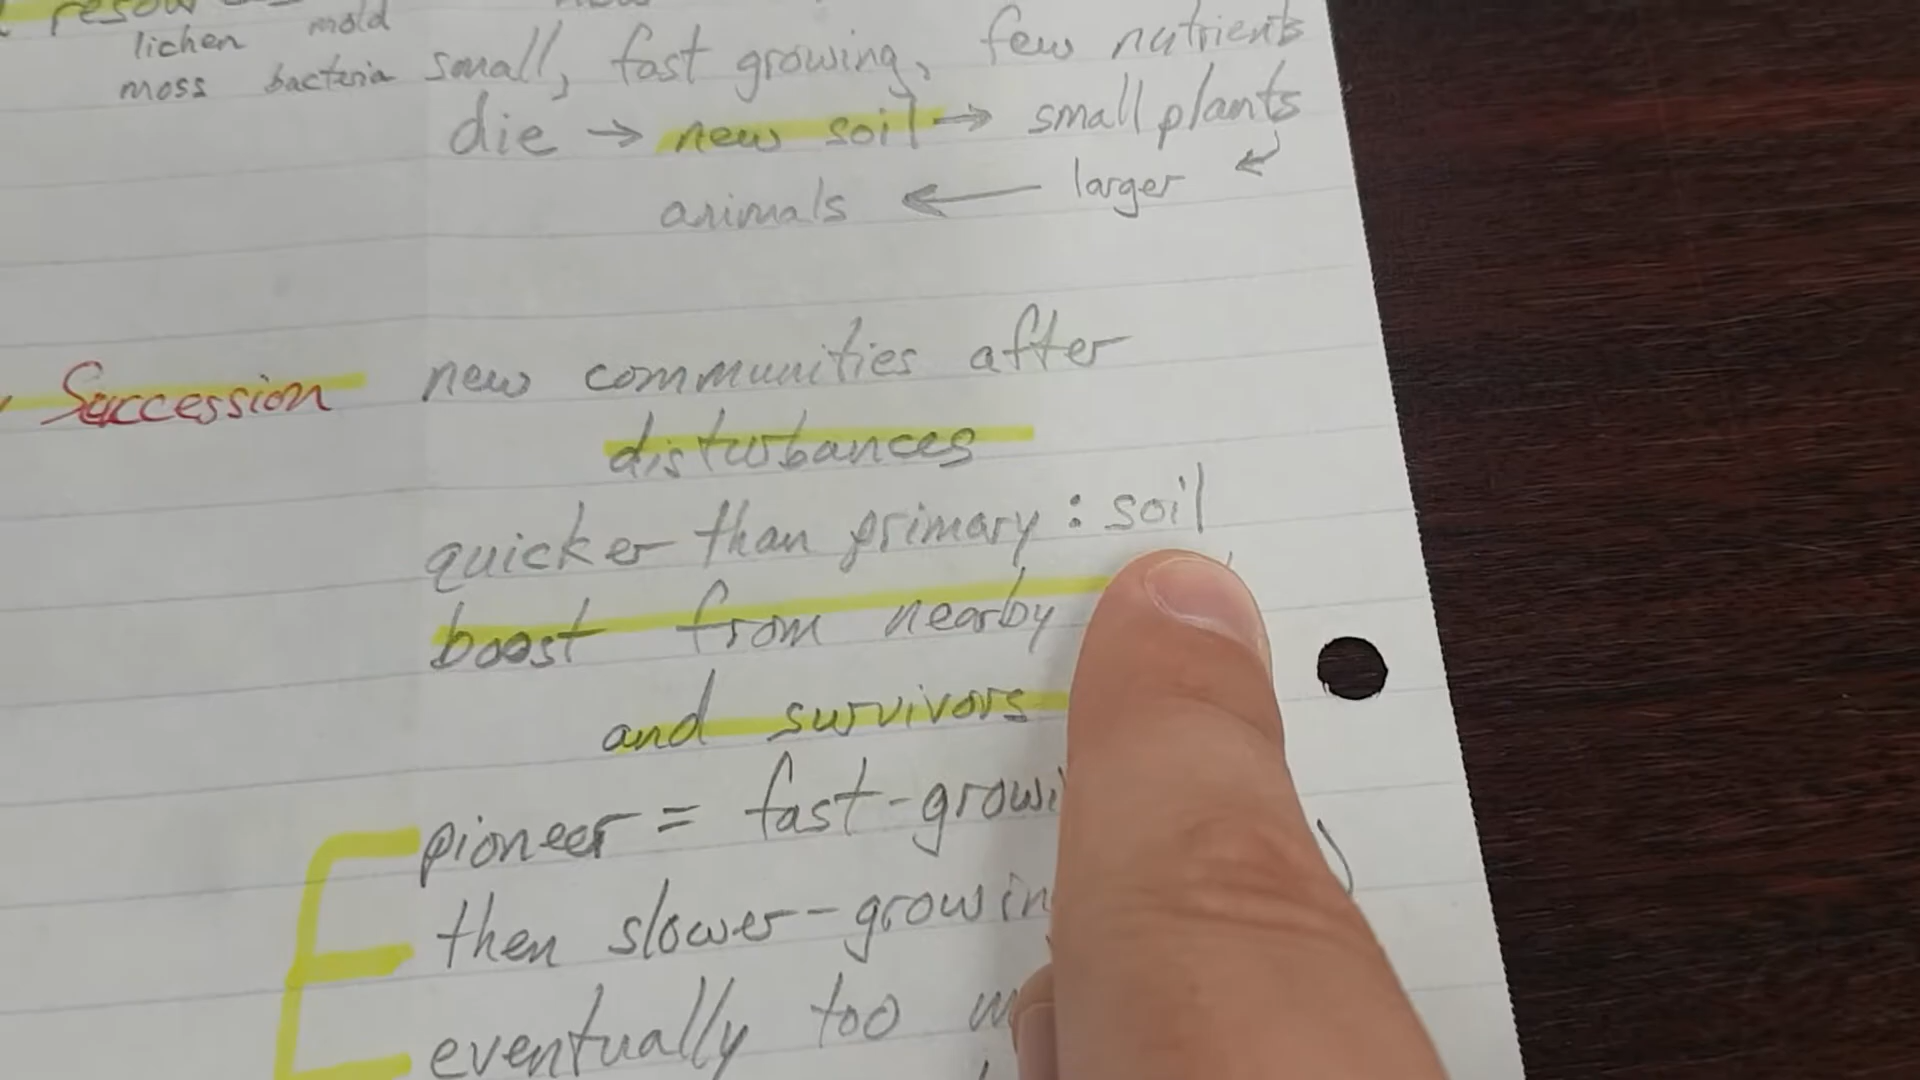 lichen mold
moss bacteria small, fast growing, few nutrients
die → new soil → small plants
animals ← larger
Succession new communities after
disturbances
quicker than primary : soil
boost from nearby
and survivors
pioneer = fast-growi
then slower-growin
eventually too